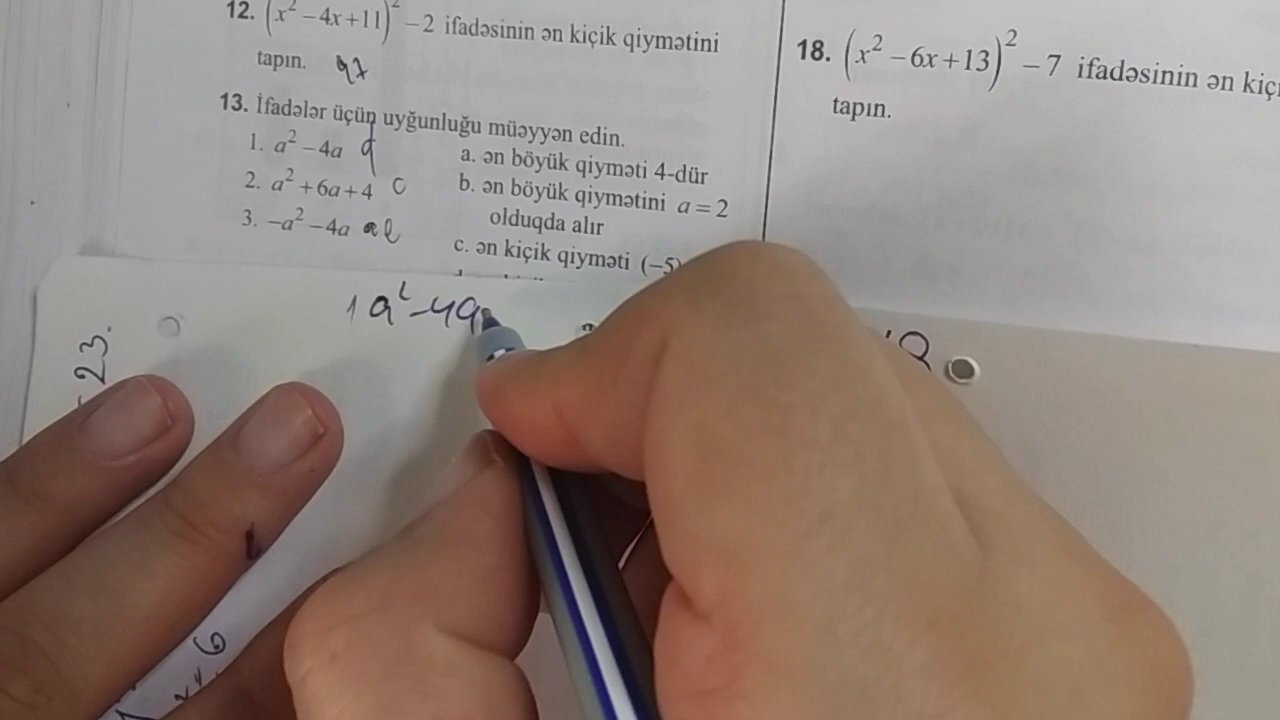 12. (x² – 4x + 11)² – 2 ifadəsinin ən kiçik qiymətini
tapın. 47
13. İfadələr üçün uyğunluğu müəyyən edin.
1. a² – 4a d
2. a² + 6a + 4 c
3. –a² – 4a a e
a. ən böyük qiyməti 4-dür
b. ən böyük qiymətini a = 2
olduqda alır
c. ən kiçik qiyməti (–5)
18. (x² – 6x + 13)² – 7 ifadəsinin ən kiç
tapın.
1 a² – 4a
23.